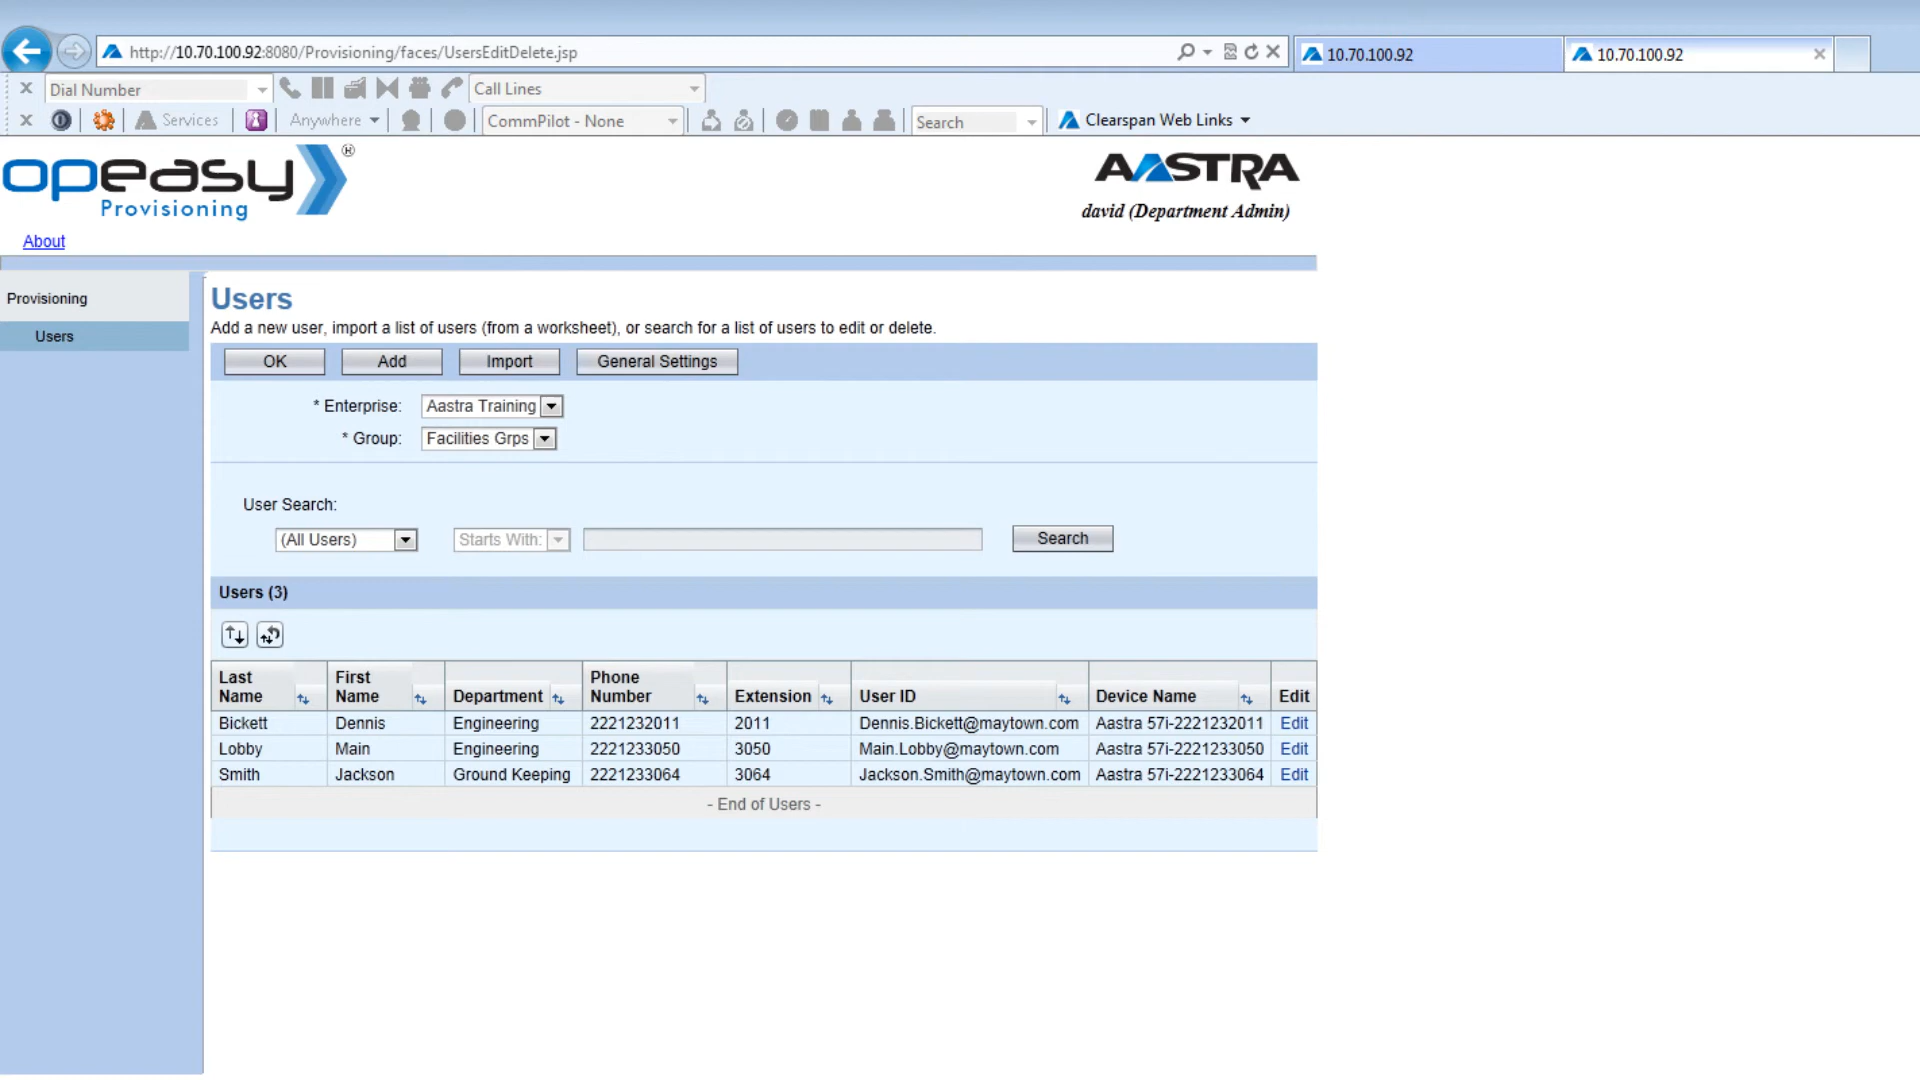 http://10.70.100.92:8080/Provisioning/faces/UsersEditDelete.jsp
10.70.100.92
10.70.100.92
Dial Number
Call Lines
Services
Anywhere
CommPilot - None
Search
Clearspan Web Links
opeasy®
Provisioning
AASTRA
david (Department Admin)
About
Provisioning
Users
Users
Add a new user, import a list of users (from a worksheet), or search for a list of users to edit or delete.
OK Add Import General Settings
* Enterprise: Aastra Training
* Group: Facilities Grps
User Search:
(All Users) Starts With: Search
Users (3)
Last Name First Name Department Phone Number Extension User ID Device Name Edit
Bickett Dennis Engineering 2221232011 2011 Dennis.Bickett@maytown.com Aastra 57i-2221232011 Edit
Lobby Main Engineering 2221233050 3050 Main.Lobby@maytown.com Aastra 57i-2221233050 Edit
Smith Jackson Ground Keeping 2221233064 3064 Jackson.Smith@maytown.com Aastra 57i-2221233064 Edit
- End of Users -